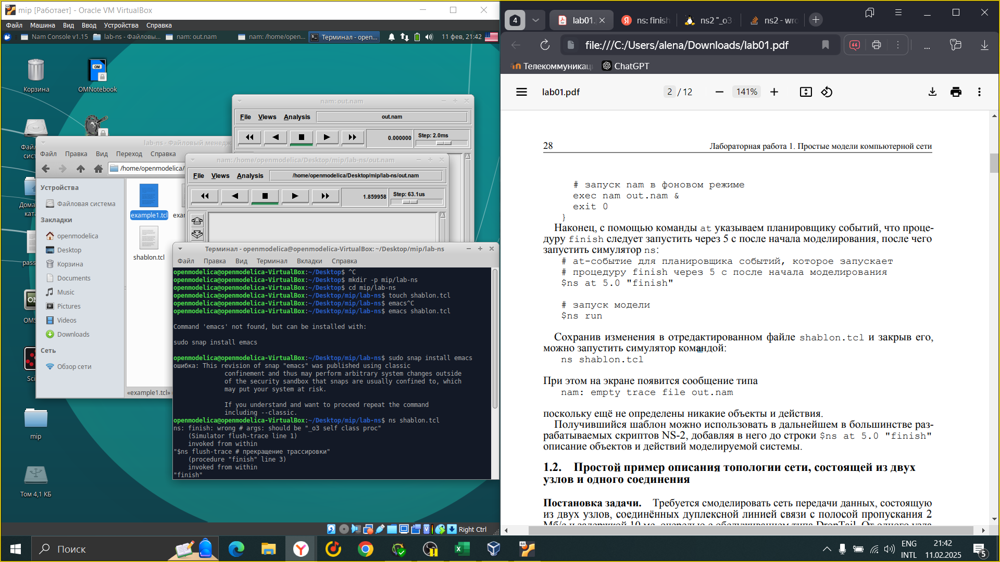 mip [Работает] - Oracle VM VirtualBox
Файл Машина Вид Ввод Устройства Справка
Nam Console v1.15 lab-ns - Файловы... nam: out.nam nam: /home/open... Терминал - open... 11 фев, 21:42
Корзина
OMNotebook
nam: out.nam
File Views Analysis out.nam
0.000000 Step: 2.0ms
lab-ns - Файловый менедж
Файл Правка Вид Переход Справка
/home/openmodelica/
Устройства
Файловая система
Закладки
openmodelica
Desktop
Корзина
Documents
Music
Pictures
Videos
Downloads
Сеть
Обзор сети
example1.tcl
exar
shablon.tcl
«example1.tcl»
nam: /home/openmodelica/Desktop/mip/lab-ns/out.nam
File Views Analysis /home/openmodelica/Desktop/mip/lab-ns/out.nam
1.859958 Step: 63.1us
Терминал - openmodelica@openmodelica-VirtualBox: ~/Desktop/mip/lab-ns
Файл Правка Вид Терминал Вкладки Справка
openmodelica@openmodelica-VirtualBox:~/Desktop$ ^C
openmodelica@openmodelica-VirtualBox:~/Desktop$ mkdir -p mip/lab-ns
openmodelica@openmodelica-VirtualBox:~/Desktop$ cd mip/lab-ns
openmodelica@openmodelica-VirtualBox:~/Desktop/mip/lab-ns$ touch shablon.tcl
openmodelica@openmodelica-VirtualBox:~/Desktop/mip/lab-ns$ emacs^C
openmodelica@openmodelica-VirtualBox:~/Desktop/mip/lab-ns$ emacs shablon.tcl
Command 'emacs' not found, but can be installed with:
sudo snap install emacs
openmodelica@openmodelica-VirtualBox:~/Desktop/mip/lab-ns$ sudo snap install emacs
ошибка: This revision of snap "emacs" was published using classic
confinement and thus may perform arbitrary system changes outside
of the security sandbox that snaps are usually confined to, which
may put your system at risk.
If you understand and want to proceed repeat the command
including --classic.
openmodelica@openmodelica-VirtualBox:~/Desktop/mip/lab-ns$ ns shablon.tcl
ns: finish: wrong # args: should be "_o3 self class proc"
(Simulator flush-trace line 1)
invoked from within
"$ns flush-trace # прекращение трассировки"
(procedure "finish" line 3)
invoked from within
"finish"
mip
Том 4,1 КБ
Right Ctrl
4 lab01. ns: finish ns2 "_o3 ns2 - wro
file:///C:/Users/alena/Downloads/lab01.pdf
Телекоммуникац ChatGPT
lab01.pdf 2 / 12 141%
28 Лабораторная работа 1. Простые модели компьютерной сети
# запуск nam в фоновом режиме
exec nam out.nam &
exit 0
}
Наконец, с помощью команды at указываем планировщику событий, что проце-
дуру finish следует запустить через 5 с после начала моделирования, после чего
запустить симулятор ns:
# at-событие для планировщика событий, которое запускает
# процедуру finish через 5 с после начала моделирования
$ns at 5.0 "finish"
# запуск модели
$ns run
Сохранив изменения в отредактированном файле shablon.tcl и закрыв его,
можно запустить симулятор командой:
ns shablon.tcl
При этом на экране появится сообщение типа
nam: empty trace file out.nam
поскольку ещё не определены никакие объекты и действия.
Получившийся шаблон можно использовать в дальнейшем в большинстве раз-
рабатываемых скриптов NS-2, добавляя в него до строки $ns at 5.0 "finish"
описание объектов и действий моделируемой системы.
1.2. Простой пример описания топологии сети, состоящей из двух
узлов и одного соединения
Постановка задачи. Требуется смоделировать сеть передачи данных, состоящую
из двух узлов, соединённых дуплексной линией связи с полосой пропускания 2
Мб/с и задержкой 10 мс, очередью с обслуживанием типа DropTail. От одного узла
Поиск
ENG
INTL
21:42
11.02.2025
5